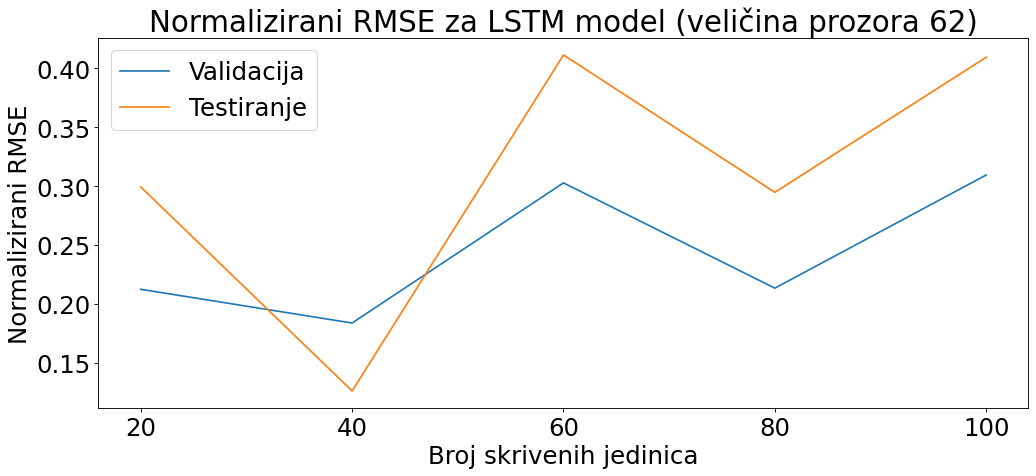 Normalizirani RMSE za LSTM model (veličina prozora 62)
Validacija
Testiranje
Normalizirani RMSE
0.40
0.35
0.30
0.25
0.20
0.15
20 40 60 80 100
Broj skrivenih jedinica